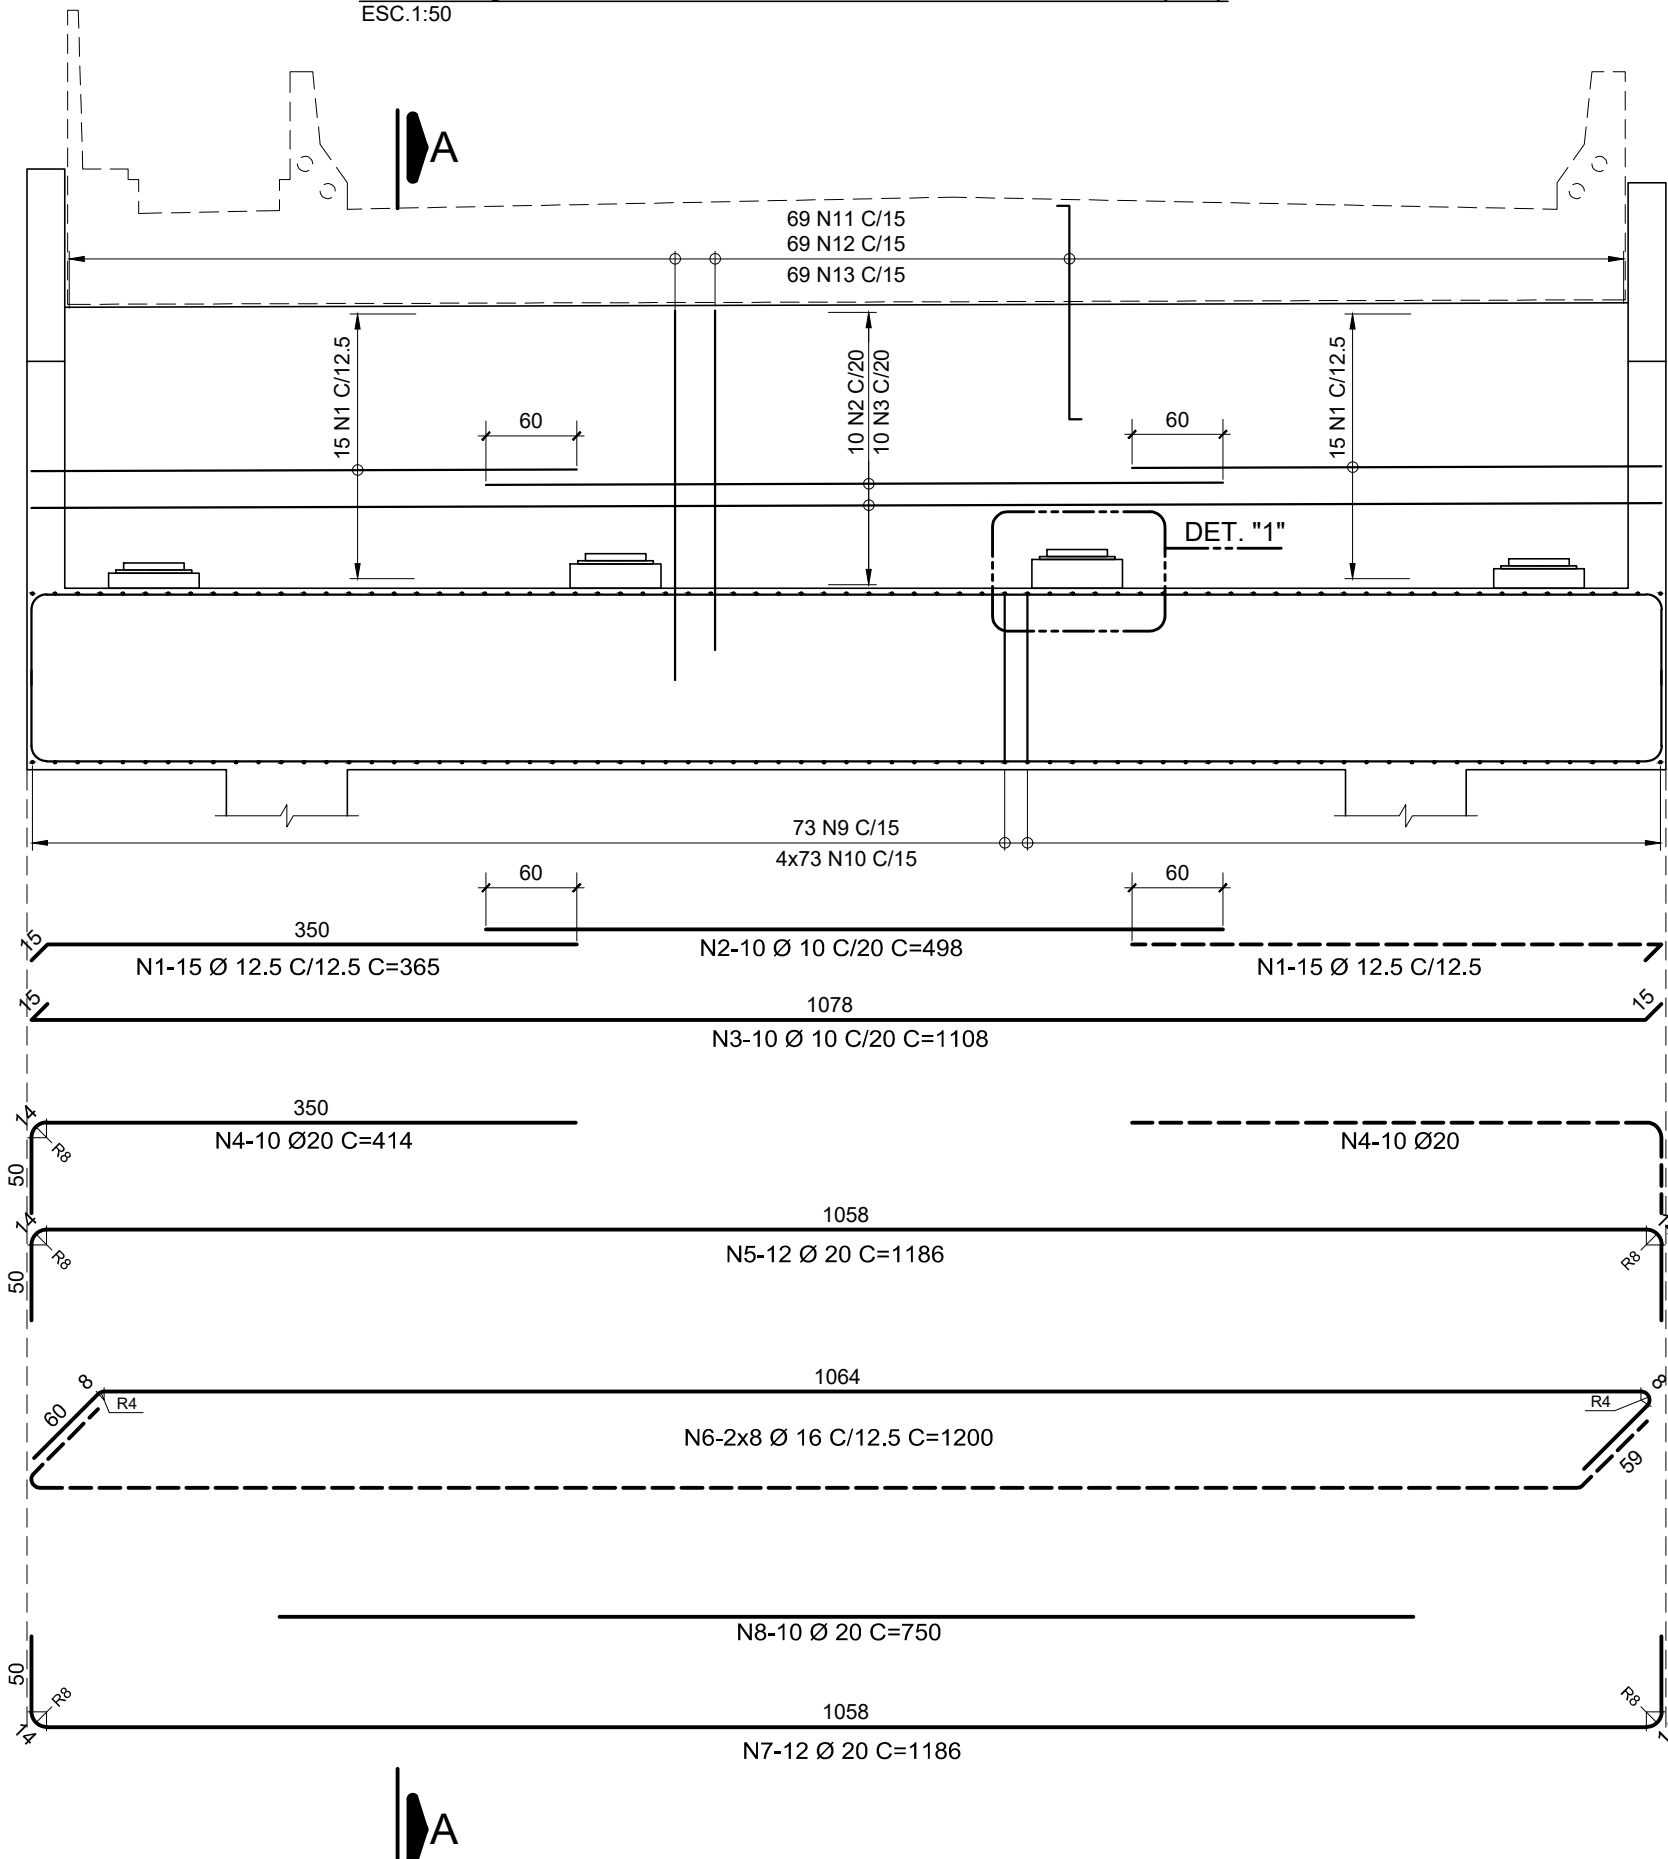 ESC.1:50
A
69 N11 C/15
69 N12 C/15
69 N13 C/15
15 N1 C/12.5
10 N2 C/20
10 N3 C/20
15 N1 C/12.5
60
60
DET. "1"
73 N9 C/15
4x73 N10 C/15
60
60
15
350
N1-15 Ø 12.5 C/12.5 C=365
N2-10 Ø 10 C/20 C=498
N1-15 Ø 12.5 C/12.5
15
1078
15
N3-10 Ø 10 C/20 C=1108
14
350
R8
50
N4-10 Ø20 C=414
N4-10 Ø20
14
1058
R8
R8
50
N5-12 Ø 20 C=1186
8
1064
8
R4
R4
60
N6-2x8 Ø 16 C/12.5 C=1200
59
N8-10 Ø 20 C=750
50
R8
R8
14
1058
N7-12 Ø 20 C=1186
A